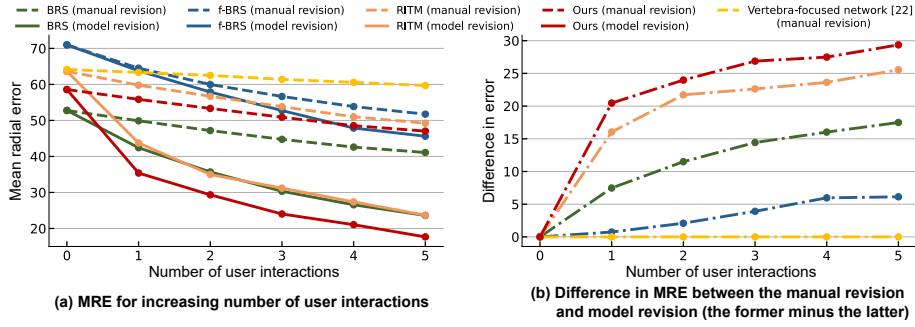 BRS (manual revision)
BRS (model revision)
f-BRS (manual revision)
f-BRS (model revision)
RITM (manual revision)
RITM (model revision)
Ours (manual revision)
Ours (model revision)
Vertebra-focused network [22]
(manual revision)
Mean radial error
70
60
50
40
30
20
0 1 2 3 4 5
Number of user interactions
(a) MRE for increasing number of user interactions
Difference in error
30
25
20
15
10
5
0
0 1 2 3 4 5
Number of user interactions
(b) Difference in MRE between the manual revision
and model revision (the former minus the latter)